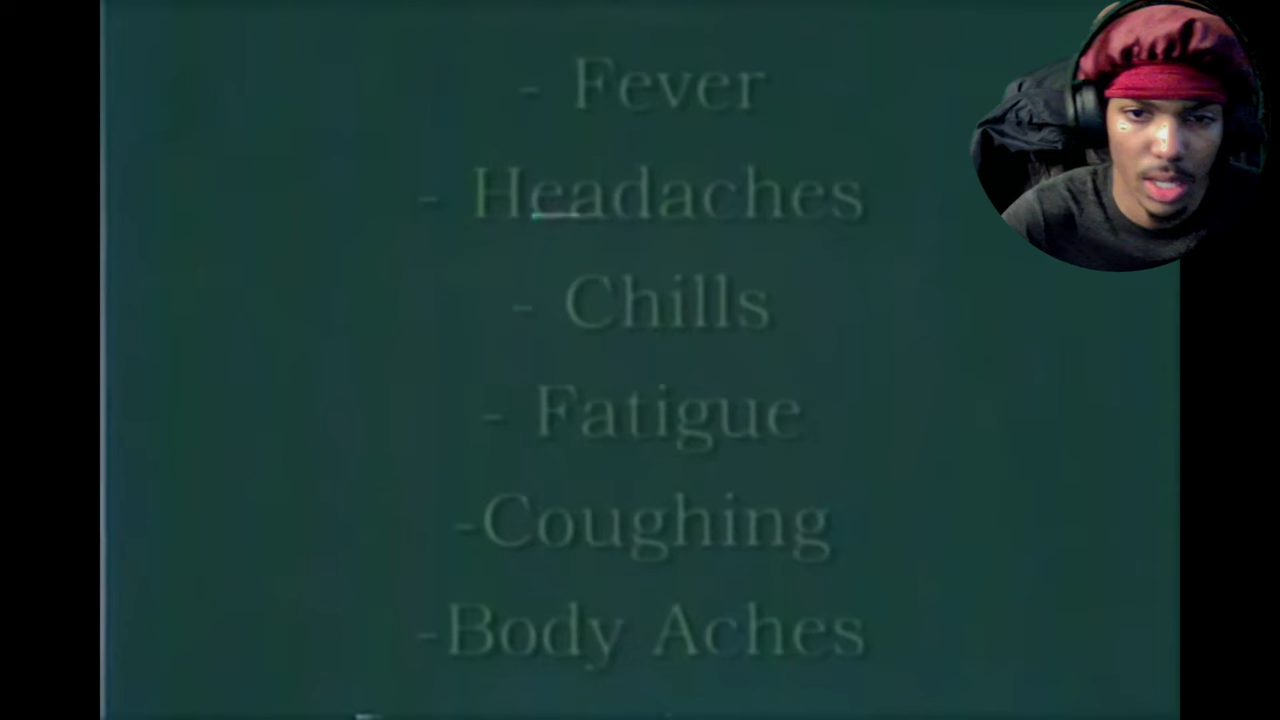 - Fever
- Headaches
- Chills
- Fatigue
-Coughing
-Body Aches